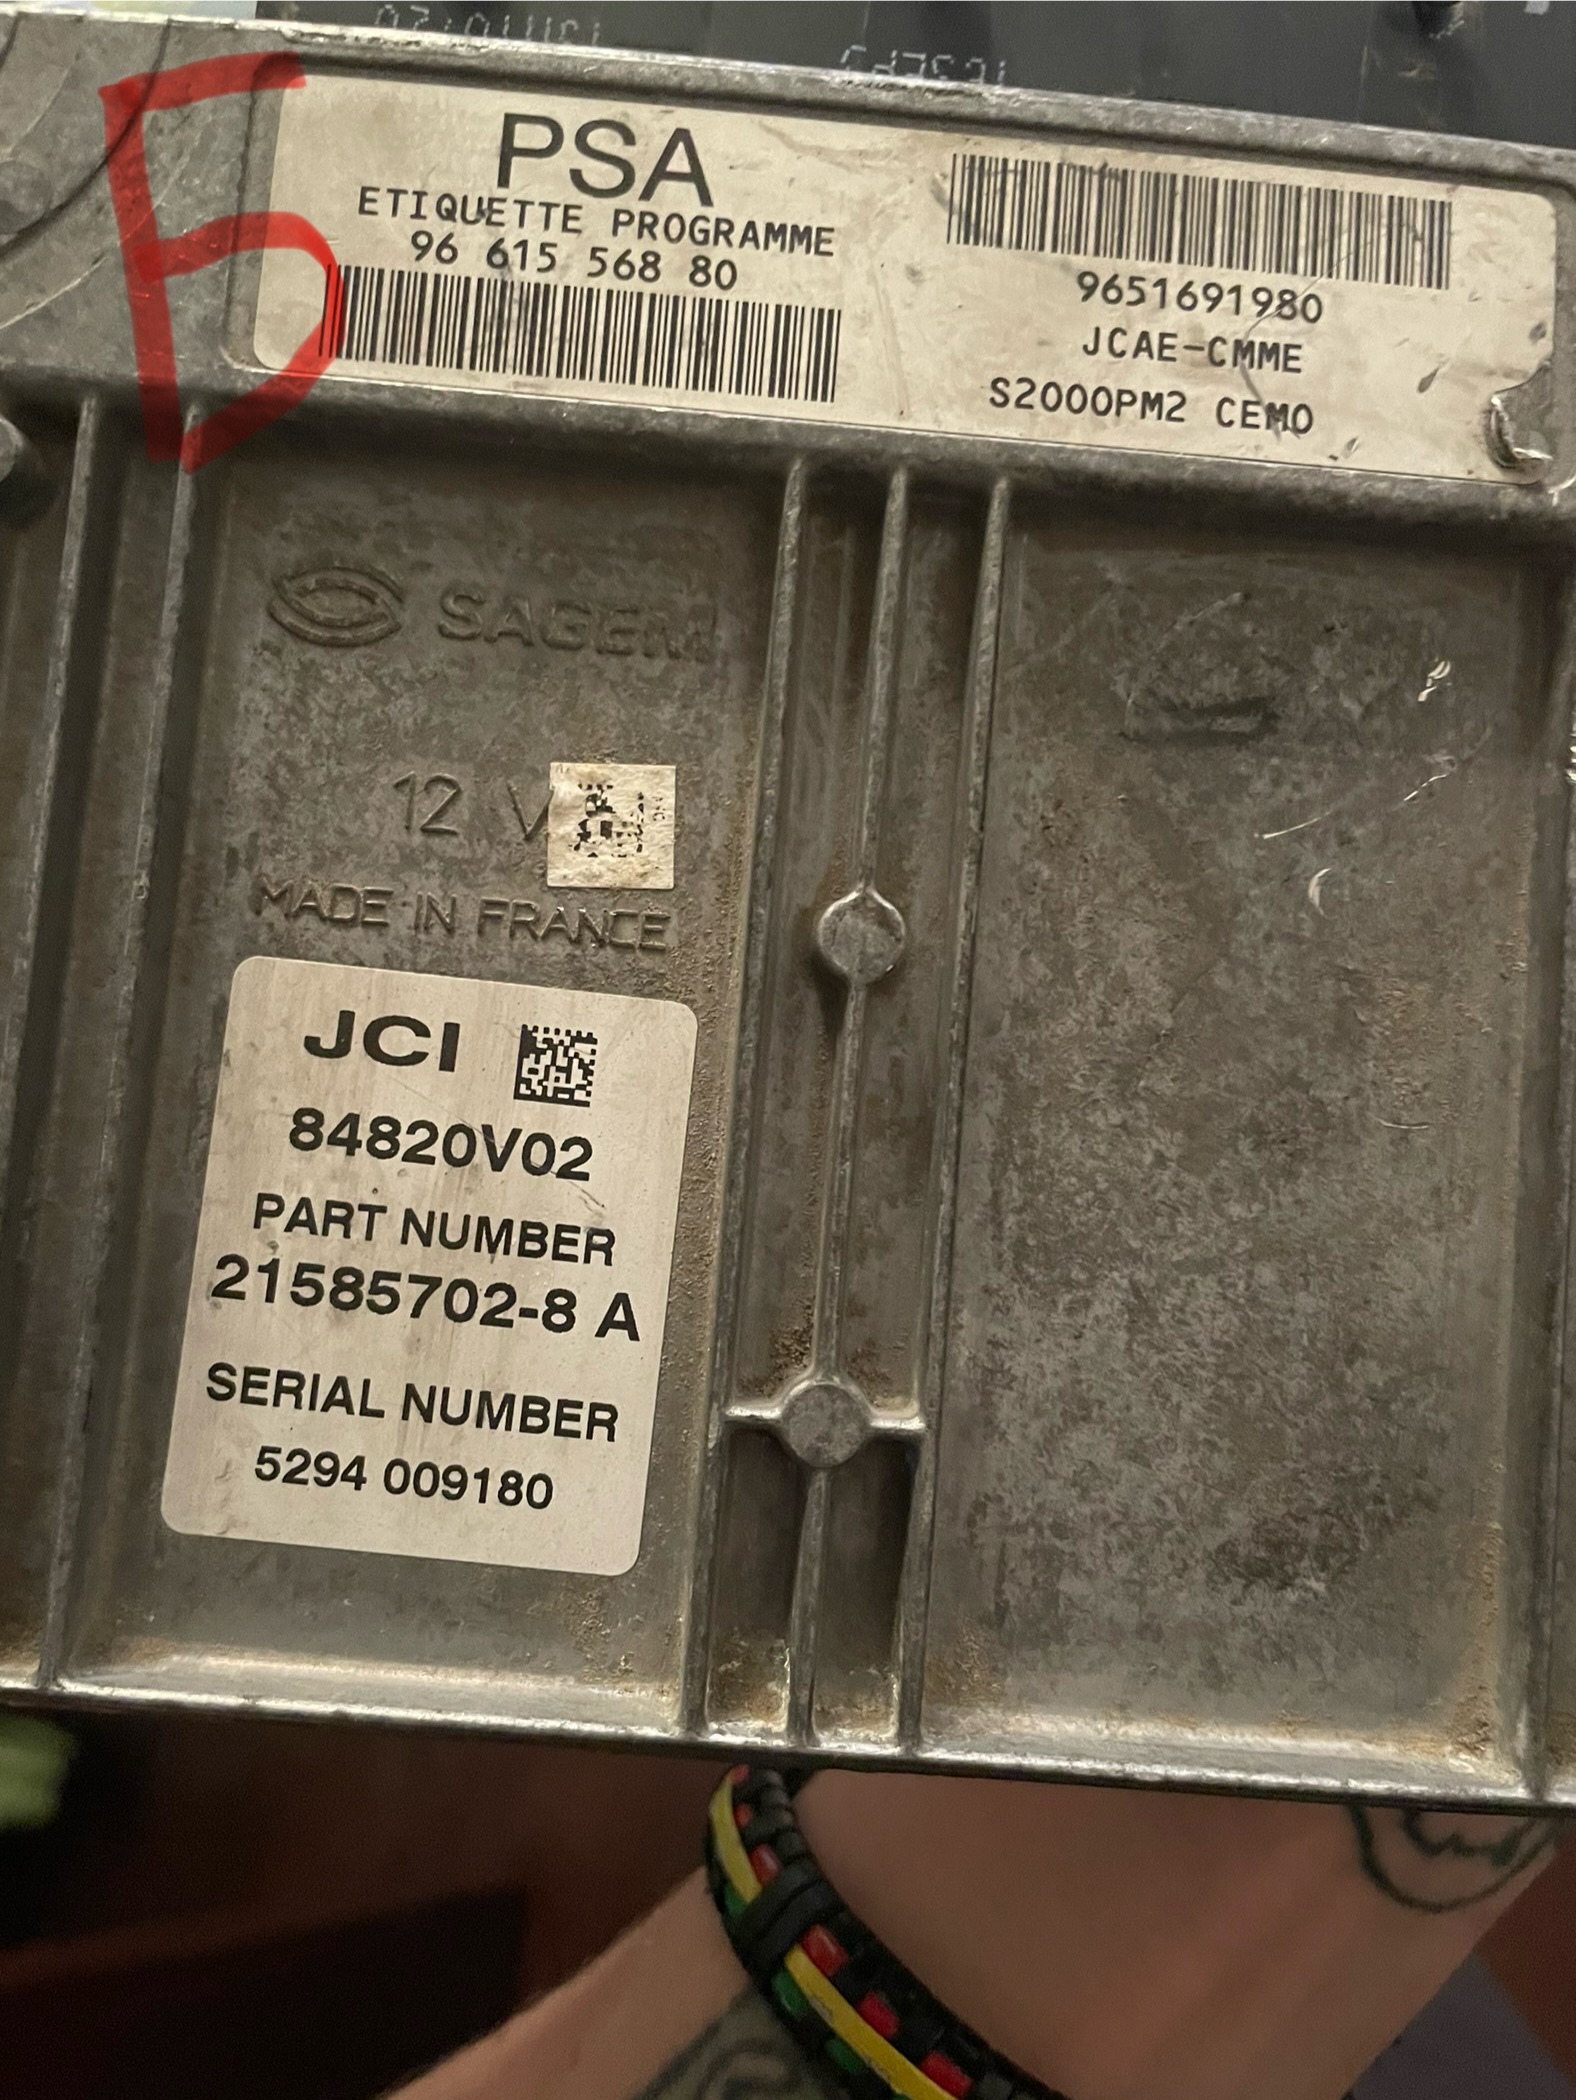 Б
PSA
ETIQUETTE PROGRAMME
96 615 568 80
9651691980
JCAE-CMME
S2000PM2 CEMO
SAGEM
12 V
MADE IN FRANCE
JCI
84820V02
PART NUMBER
21585702-8 A
SERIAL NUMBER
5294 009180